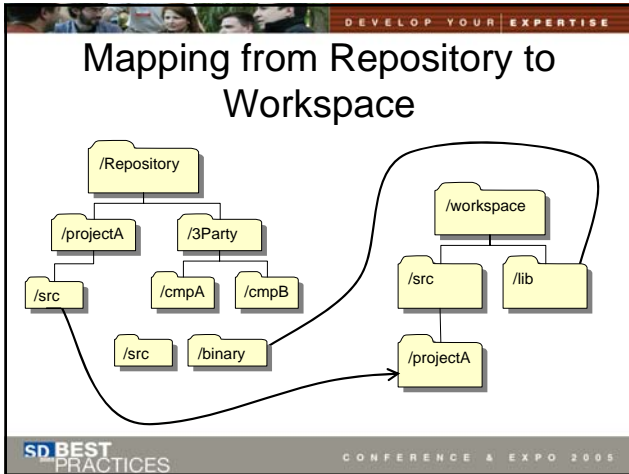 DEVELOP YOUR EXPERTISE
Mapping from Repository to
Workspace
/Repository
/workspace
/projectA
/3Party
/src
/lib
/src
/cmpA
/cmpB
/src
/binary
/projectA
SD BEST
PRACTICES
CONFERENCE & EXPO 2005